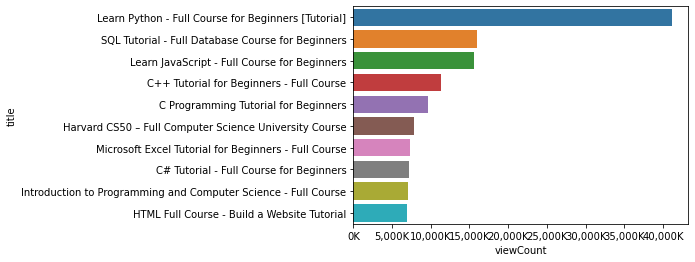 Learn Python - Full Course for Beginners [Tutorial]
SQL Tutorial - Full Database Course for Beginners
Learn JavaScript - Full Course for Beginners
C++ Tutorial for Beginners - Full Course
C Programming Tutorial for Beginners
Harvard CS50 – Full Computer Science University Course
Microsoft Excel Tutorial for Beginners - Full Course
C# Tutorial - Full Course for Beginners
Introduction to Programming and Computer Science - Full Course
HTML Full Course - Build a Website Tutorial
title
0K 5,000K 10,000K 15,000K 20,000K 25,000K 30,000K 35,000K 40,000K
viewCount